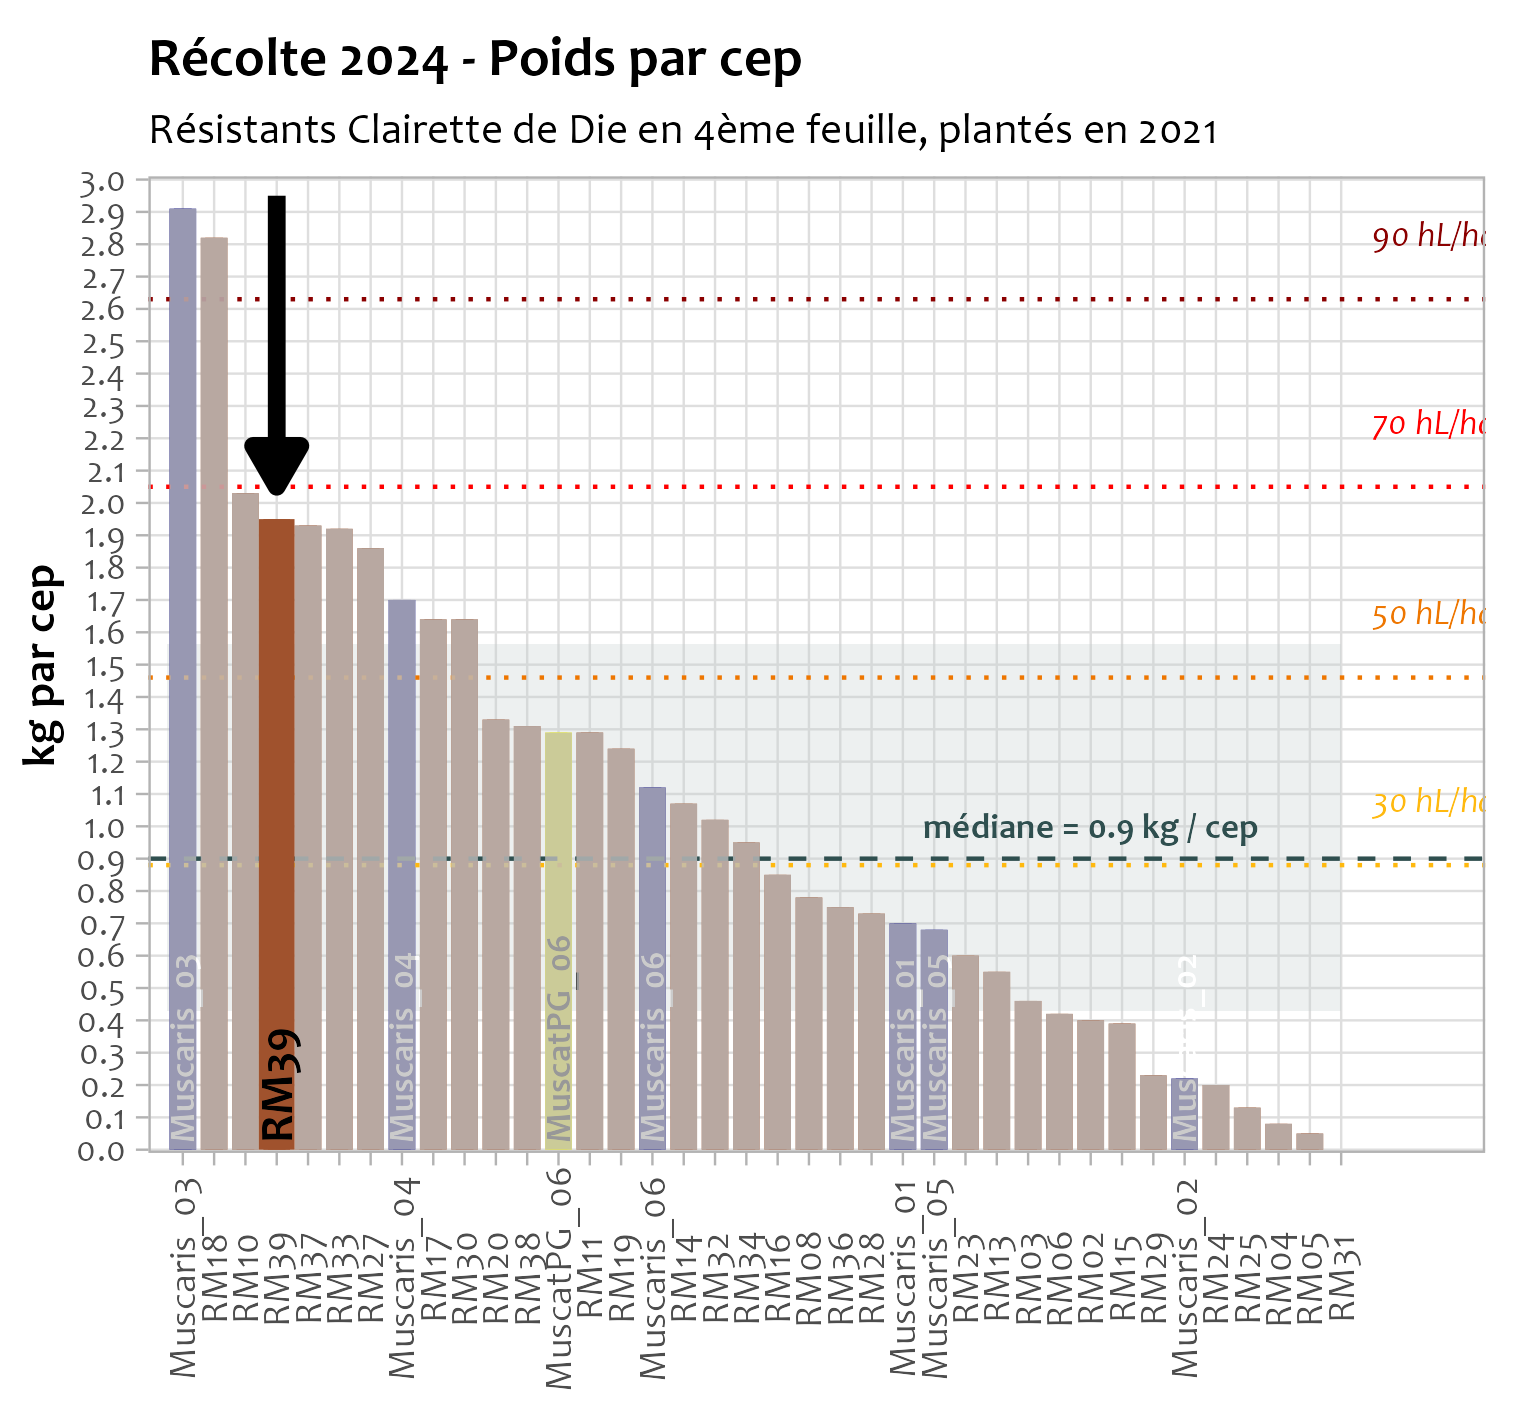 Récolte 2024 - Poids par cep
Résistants Clairette de Die en 4ème feuille, plantés en 2021
kg par cep
3.0
2.9
2.8
2.7
2.6
2.5
2.4
2.3
2.2
2.1
2.0
1.9
1.8
1.7
1.6
1.5
1.4
1.3
1.2
1.1
1.0
0.9
0.8
0.7
0.6
0.5
0.4
0.3
0.2
0.1
0.0
90 hL/ha
70 hL/ha
50 hL/ha
30 hL/ha
médiane = 0.9 kg / cep
Muscaris_03
RM39
Muscaris_04
MuscatPG_06
Muscaris_06
Muscaris_01
Muscaris_05
Muscaris_02
Muscaris_03
RM18
RM10
RM39
RM37
RM33
RM27
Muscaris_04
RM17
RM30
RM20
RM38
MuscatPG_06
RM11
RM19
Muscaris_06
RM14
RM32
RM34
RM16
RM08
RM36
RM28
Muscaris_01
Muscaris_05
RM23
RM13
RM03
RM06
RM02
RM15
RM29
Muscaris_02
RM24
RM25
RM04
RM05
RM31